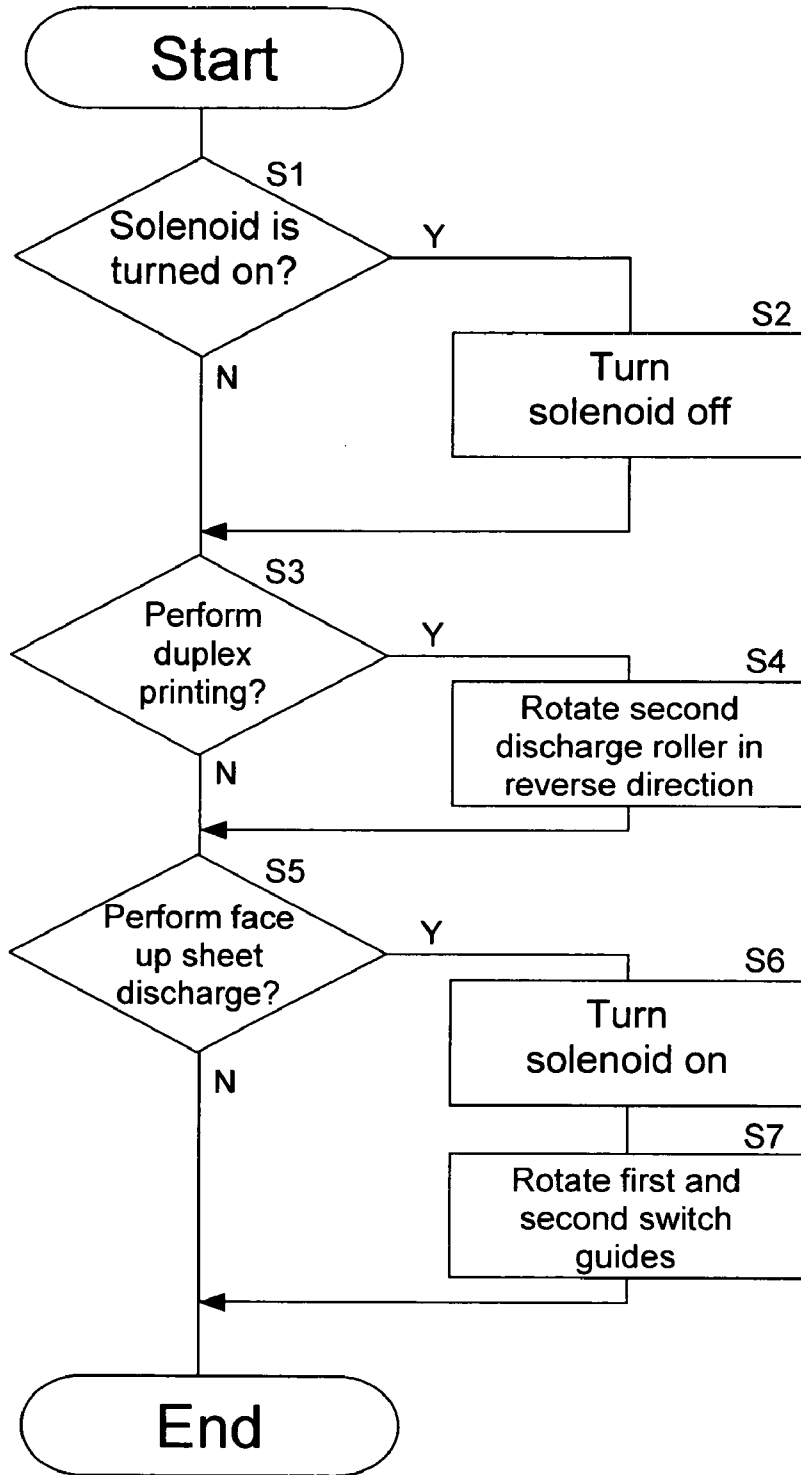 Start
S1
Solenoid is
turned on?
Y
N
S2
Turn
solenoid off
S3
Perform
duplex
printing?
Y
N
S4
Rotate second
discharge roller in
reverse direction
S5
Perform face
up sheet
discharge?
Y
N
S6
Turn
solenoid on
S7
Rotate first and
second switch
guides
End